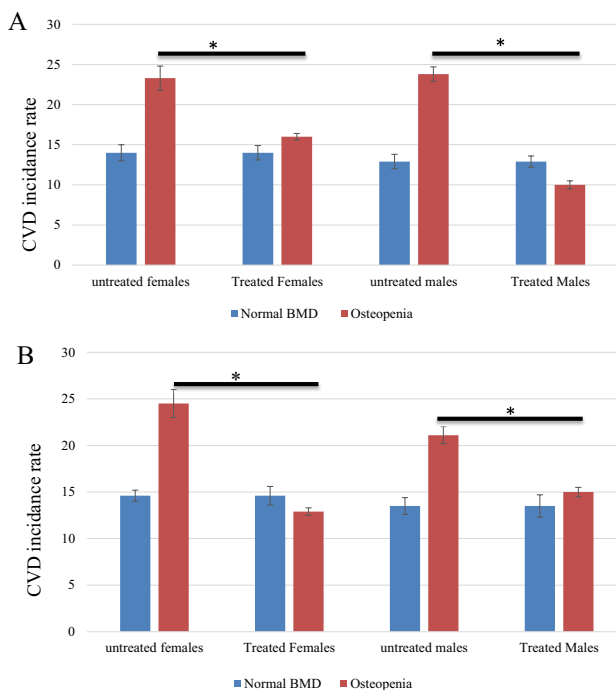 A
30
*
*
25
20
15
10
5
0
CVD incidance rate
untreated females Treated Females untreated males Treated Males
Normal BMD Osteopenia
B
30
*
25
*
20
15
10
5
0
CVD incidance rate
untreated females Treated Females untreated males Treated Males
Normal BMD Osteopenia